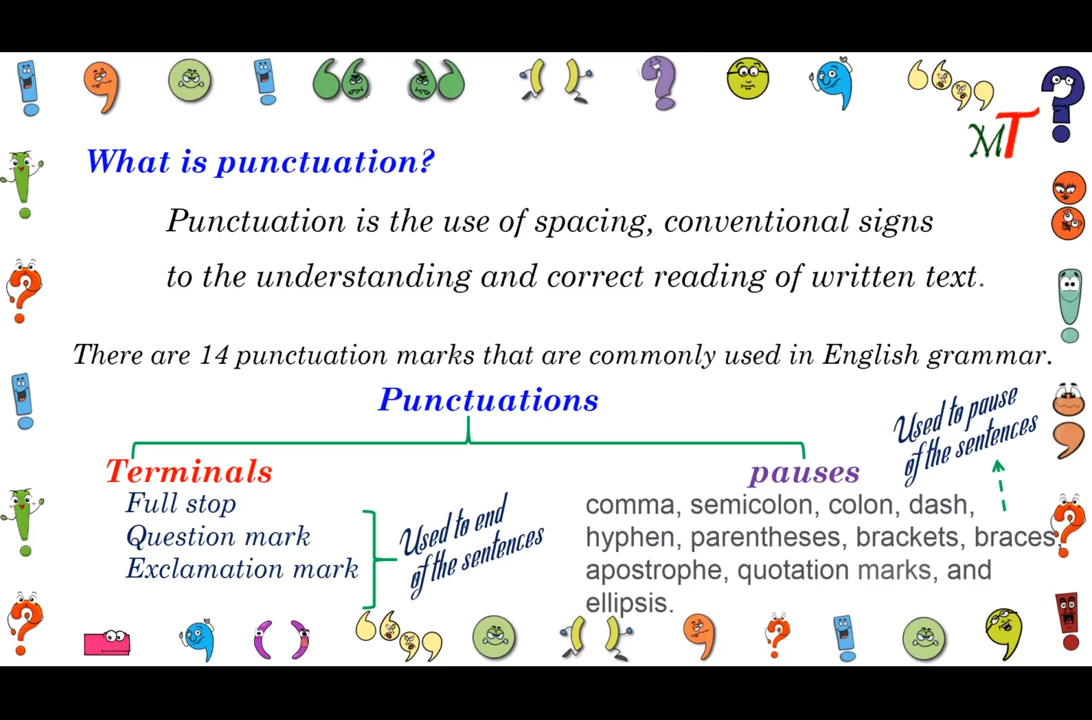 MT
What is punctuation?
Punctuation is the use of spacing, conventional signs
to the understanding and correct reading of written text.
There are 14 punctuation marks that are commonly used in English grammar.
Punctuations
Terminals
Full stop
Question mark
Exclamation mark
Used to end
of the sentences
pauses
Used to pause
of the sentences
comma, semicolon, colon, dash,
hyphen, parentheses, brackets, braces,
apostrophe, quotation marks, and
ellipsis.